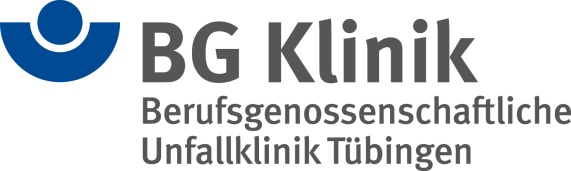 BG Klinik
Berufsgenossenschaftliche
Unfallklinik Tübingen